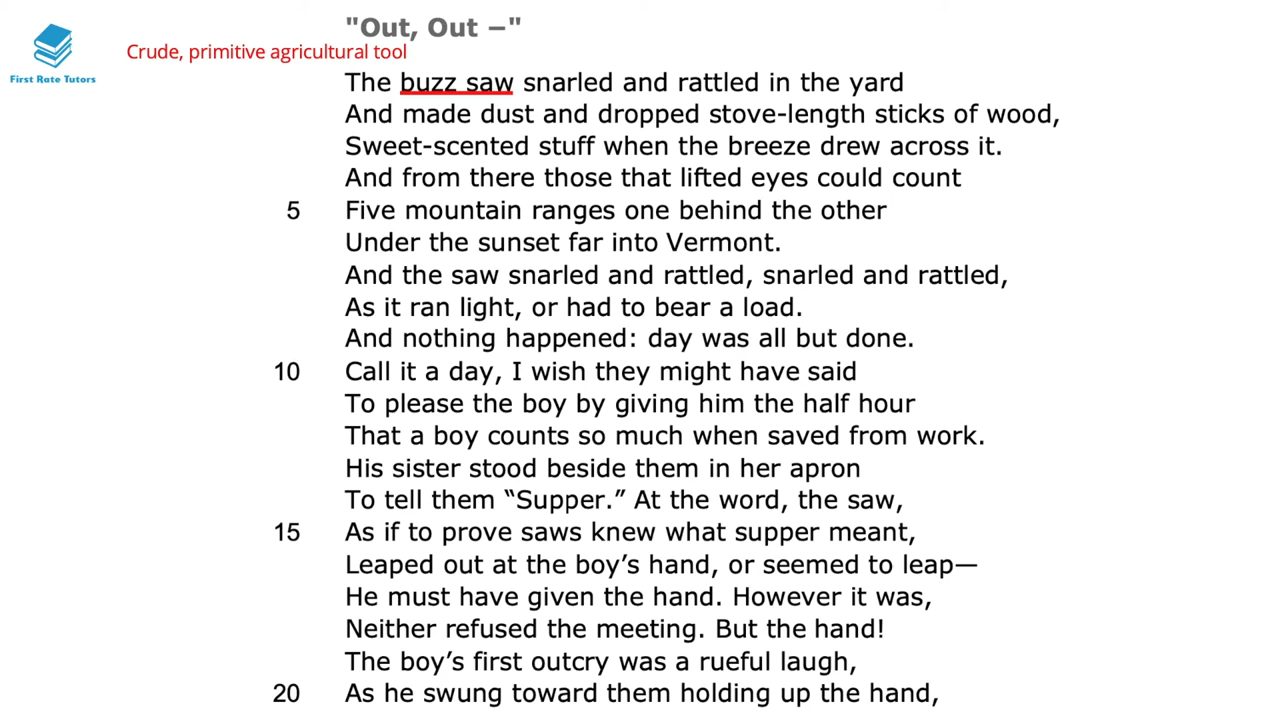 "Out, Out –"
First Rate Tutors
Crude, primitive agricultural tool
The buzz saw snarled and rattled in the yard
And made dust and dropped stove-length sticks of wood,
Sweet-scented stuff when the breeze drew across it.
And from there those that lifted eyes could count
5 Five mountain ranges one behind the other
Under the sunset far into Vermont.
And the saw snarled and rattled, snarled and rattled,
As it ran light, or had to bear a load.
And nothing happened: day was all but done.
10 Call it a day, I wish they might have said
To please the boy by giving him the half hour
That a boy counts so much when saved from work.
His sister stood beside them in her apron
To tell them “Supper.” At the word, the saw,
15 As if to prove saws knew what supper meant,
Leaped out at the boy’s hand, or seemed to leap—
He must have given the hand. However it was,
Neither refused the meeting. But the hand!
The boy’s first outcry was a rueful laugh,
20 As he swung toward them holding up the hand,